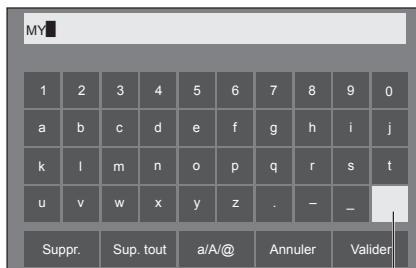 MY
1 2 3 4 5 6 7 8 9 0
a b c d e f g h i j
k l m n o p q r s t
u v w x y z . – _
Suppr. Sup. tout a/A/@ Annuler Valider